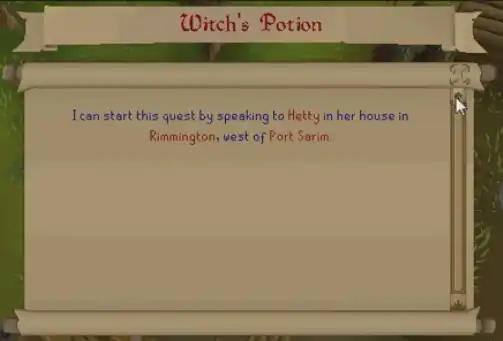 Witch's Potion
I can start this quest by speaking to Hetty in her house in
Rimmington, west of Port Sarim.